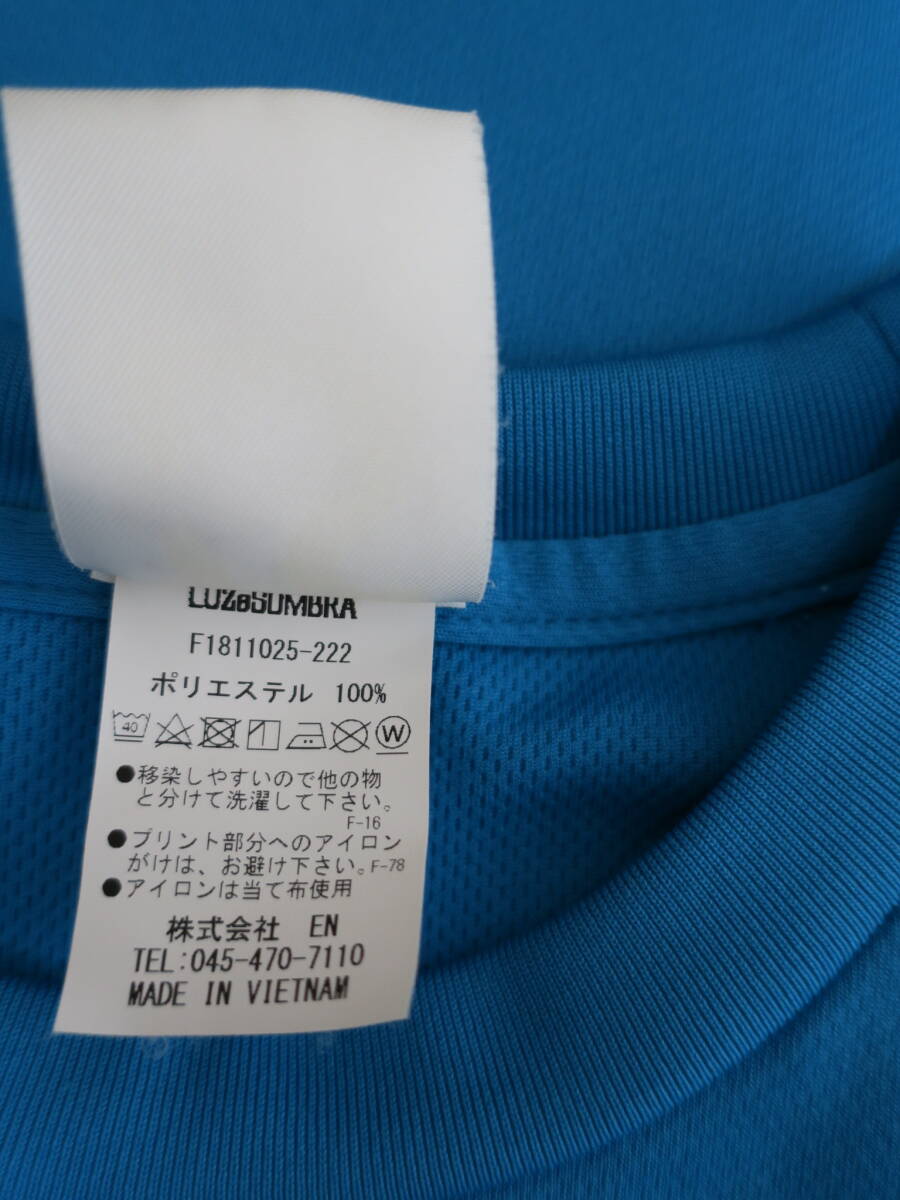 LUZeSOMBRA
F1811025-222
ポリエステル 100%
40 W
●移染しやすいので他の物
と分けて洗濯して下さい。
F-16
●プリント部分へのアイロン
がけは、お避け下さい。F-78
●アイロンは当て布使用
株式会社 EN
TEL:045-470-7110
MADE IN VIETNAM